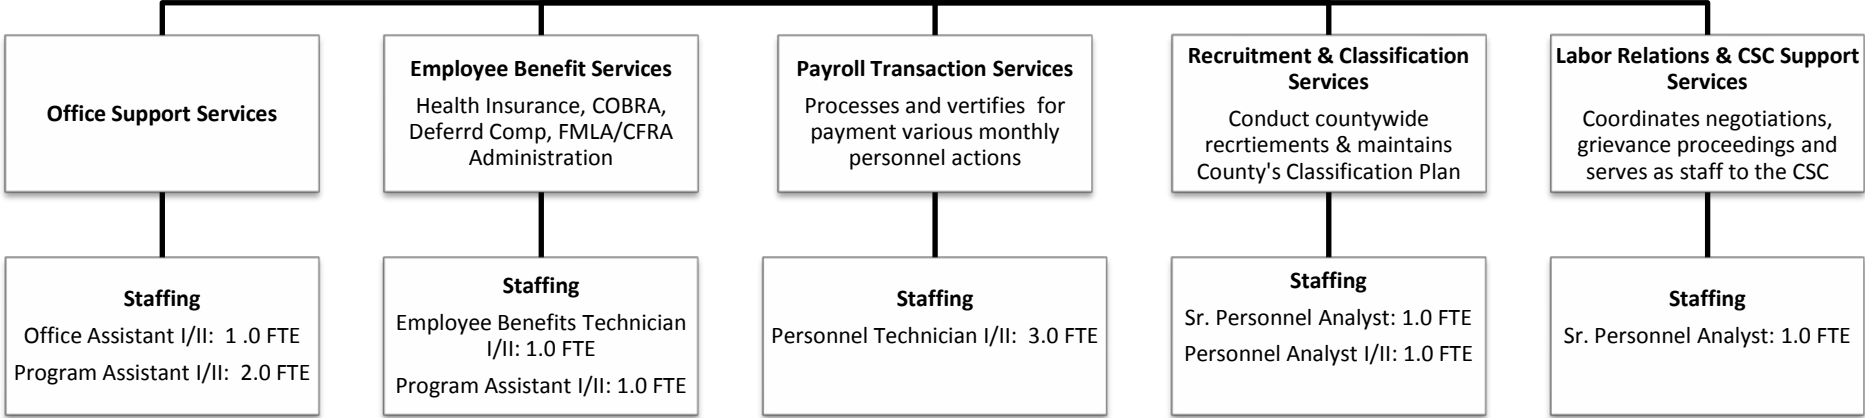 Office Support Services
Employee Benefit Services
Health Insurance, COBRA,
Deferrd Comp, FMLA/CFRA
Administration
Payroll Transaction Services
Processes and vertifies  for
payment various monthly
personnel actions
Recruitment & Classification
Services
Conduct countywide
recrtiements & maintains
County's Classification Plan
Labor Relations & CSC Support
Services
Coordinates negotiations,
grievance proceedings and
serves as staff to the CSC
Staffing
Office Assistant I/II:  1 .0 FTE
Program Assistant I/II:  2.0 FTE
Staffing
Employee Benefits Technician
I/II: 1.0 FTE
Program Assistant I/II: 1.0 FTE
Staffing
Personnel Technician I/II:  3.0 FTE
Staffing
Sr. Personnel Analyst: 1.0 FTE
Personnel Analyst I/II: 1.0 FTE
Staffing
Sr. Personnel Analyst: 1.0 FTE